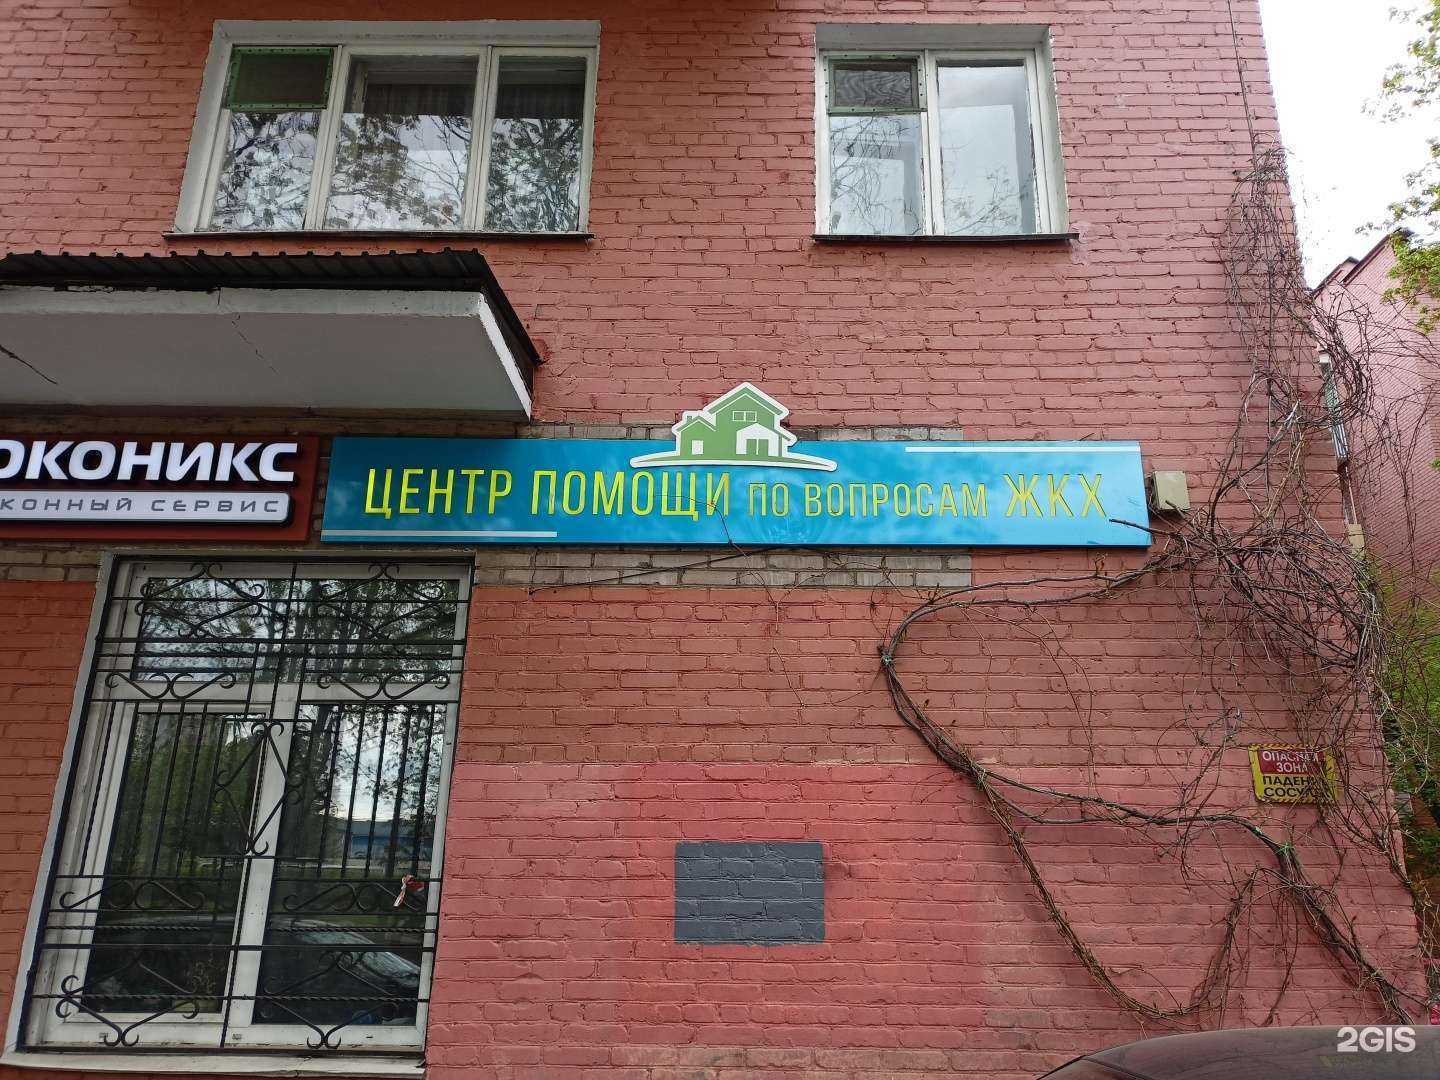 ОКОНИКС
КОННЫЙ СЕРВИС
ЦЕНТР ПОМОЩИ ПО ВОПРОСАМ ЖКХ
ОПАСНАЯ
ЗОНА
2GIS